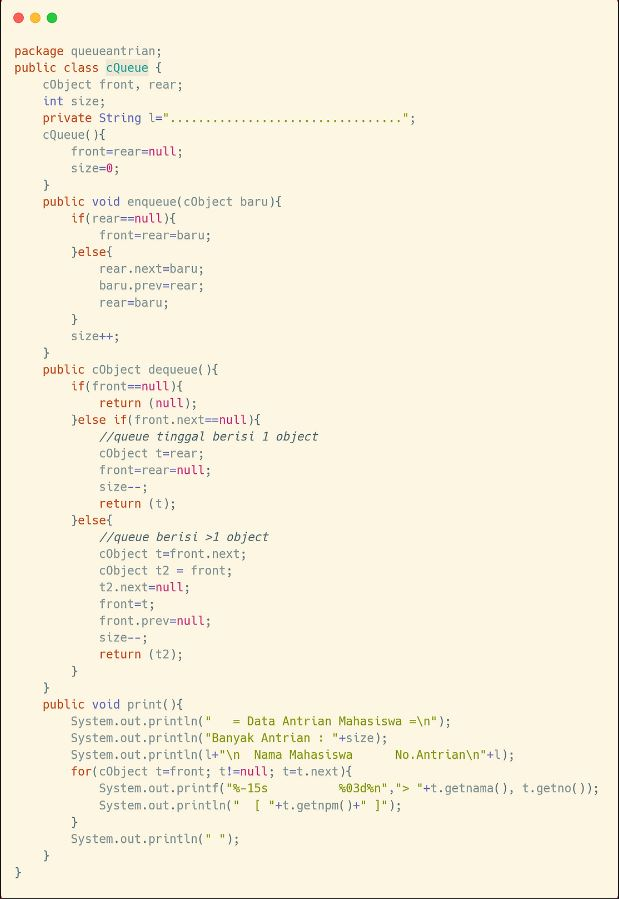 package queueantrian;
public class cQueue {
    cObject front, rear;
    int size;
    private String l=".................................";
    cQueue(){
        front=rear=null;
        size=0;
    }
    public void enqueue(cObject baru){
        if(rear==null){
            front=rear=baru;
        }else{
            rear.next=baru;
            baru.prev=rear;
            rear=baru;
        }
        size++;
    }
    public cObject dequeue(){
        if(front==null){
            return (null);
        }else if(front.next==null){
            //queue tinggal berisi 1 object
            cObject t=rear;
            front=rear=null;
            size--;
            return (t);
        }else{
            //queue berisi >1 object
            cObject t=front.next;
            cObject t2 = front;
            t2.next=null;
            front=t;
            front.prev=null;
            size--;
            return (t2);
        }
    }
    public void print(){
        System.out.println("   = Data Antrian Mahasiswa =\n");
        System.out.println("Banyak Antrian : "+size);
        System.out.println(l+"\n  Nama Mahasiswa      No.Antrian\n"+l);
        for(cObject t=front; t!=null; t=t.next){
            System.out.printf("%-15s          %03d%n","> "+t.getnama(), t.getno());
            System.out.println("  [ "+t.getnpm()+" ]");
        }
        System.out.println(" ");
    }
}